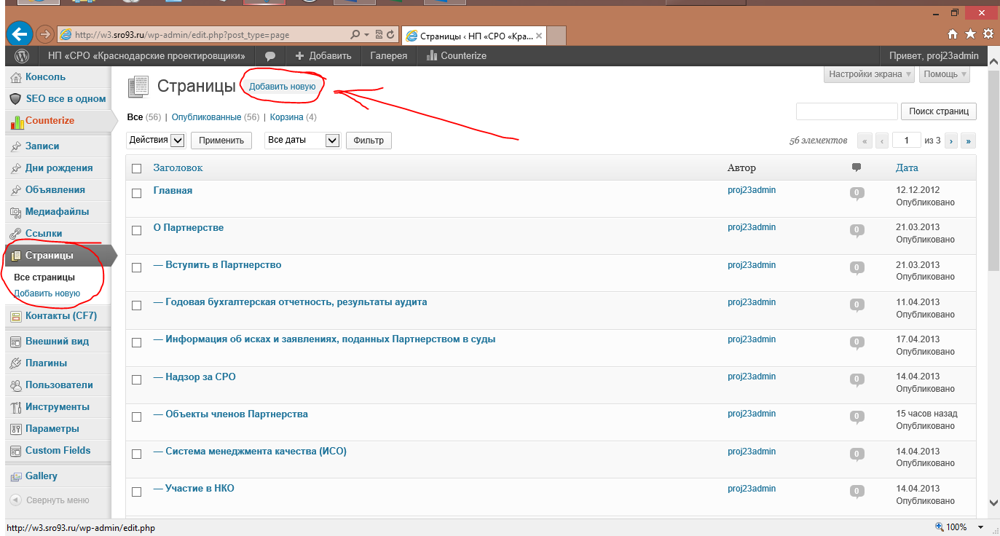 http://w3.sro93.ru/wp-admin/edit.php?post_type=page
Страницы ‹ НП «СРО «Кра...
НП «СРО «Краснодарские проектировщики»
Добавить
Галерея
Counterize
Привет, proj23admin
Консоль
SEO все в одном
Counterize
Записи
Дни рождения
Объявления
Медиафайлы
Ссылки
Страницы
Все страницы
Добавить новую
Контакты (CF7)
Внешний вид
Плагины
Пользователи
Инструменты
Параметры
Custom Fields
Gallery
Свернуть меню
Настройки экрана
Помощь
Страницы Добавить новую
Все (56) | Опубликованные (56) | Корзина (4)
Поиск страниц
Действия Применить Все даты Фильтр
56 элементов « ‹ 1 из 3 › »
Заголовок Автор Дата
Главная proj23admin 0 12.12.2012
Опубликовано
О Партнерстве proj23admin 0 21.03.2013
Опубликовано
— Вступить в Партнерство proj23admin 0 21.03.2013
Опубликовано
— Годовая бухгалтерская отчетность, результаты аудита proj23admin 0 11.04.2013
Опубликовано
— Информация об исках и заявлениях, поданных Партнерством в суды proj23admin 0 17.04.2013
Опубликовано
— Надзор за СРО proj23admin 0 14.04.2013
Опубликовано
— Объекты членов Партнерства proj23admin 0 15 часов назад
Опубликовано
— Система менеджмента качества (ИСО) proj23admin 0 14.04.2013
Опубликовано
— Участие в НКО proj23admin 0 14.04.2013
Опубликовано
http://w3.sro93.ru/wp-admin/edit.php
100%